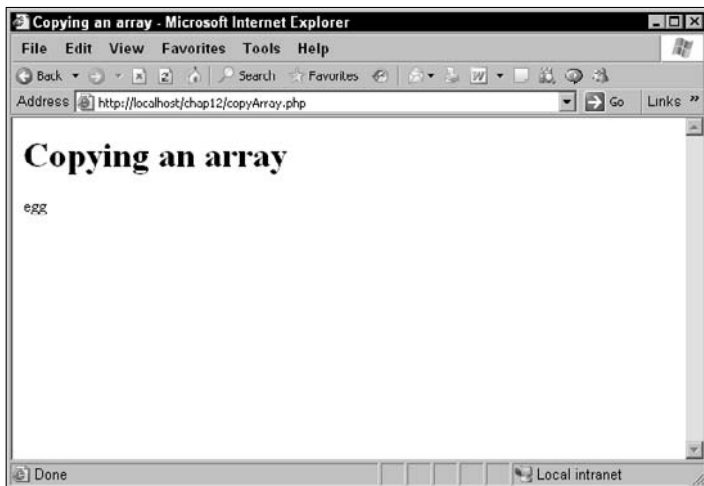 Copying an array - Microsoft Internet Explorer
File Edit View Favorites Tools Help
Back Search Favorites
Address http://localhost/chap12/copyArray.php Go Links »
Copying an array
egg
Done Local intranet